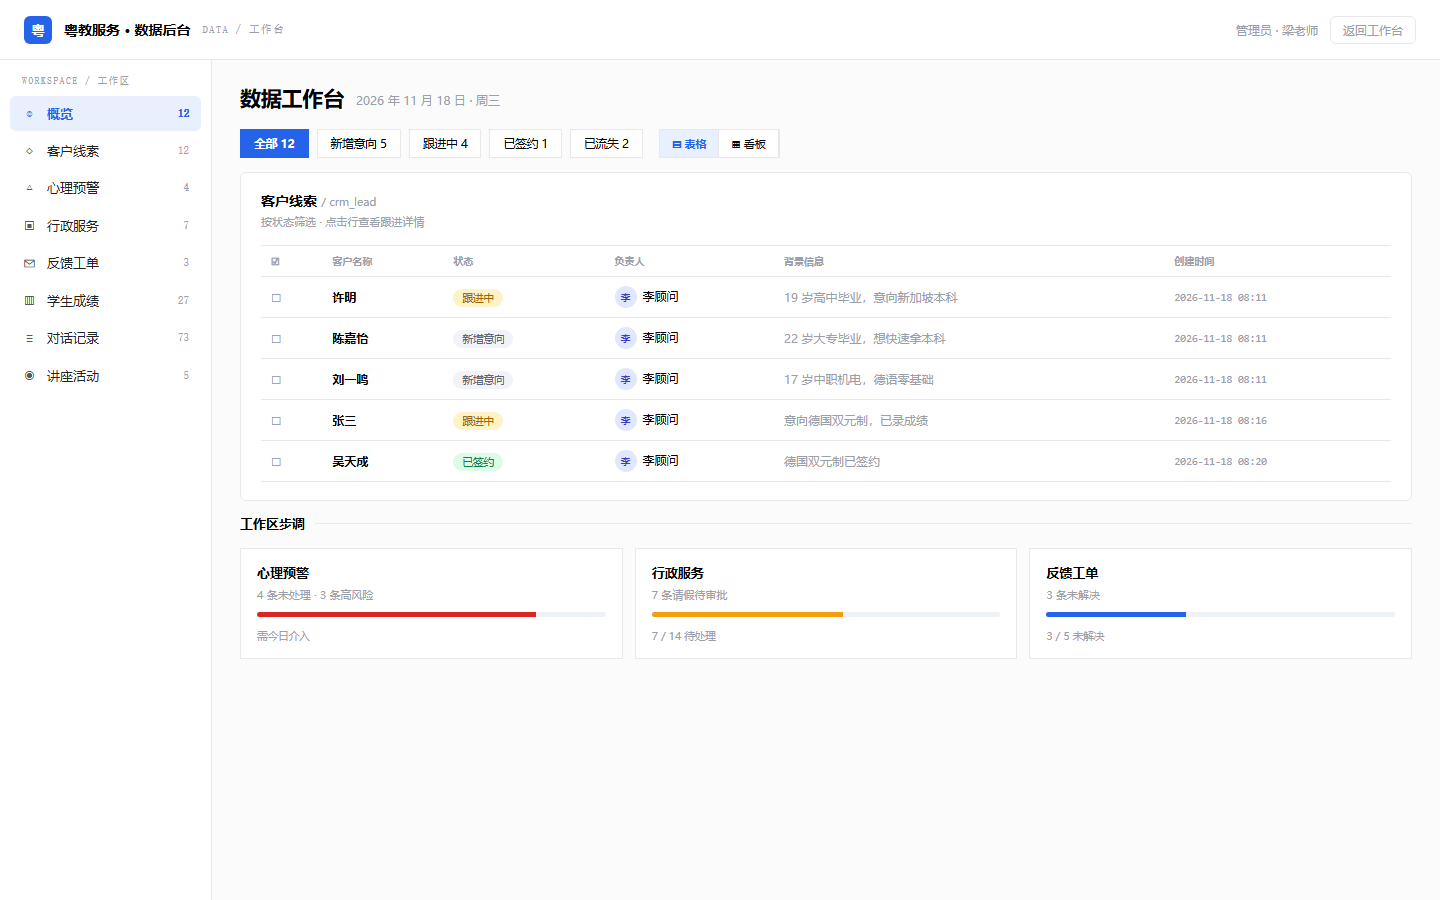 粤 粤教服务 • 数据后台 DATA / 工作台 管理员 · 梁老师 返回工作台
WORKSPACE / 工作区
概览 12
客户线索 12
心理预警 4
行政服务 7
反馈工单 3
学生成绩 27
对话记录 73
讲座活动 5
数据工作台 2026 年 11 月 18 日 · 周三
全部 12 新增意向 5 跟进中 4 已签约 1 已流失 2 表格 看板
客户线索 / crm_lead
按状态筛选 · 点击行查看跟进详情
客户名称 状态 负责人 背景信息 创建时间
许明 跟进中 李 李顾问 19 岁高中毕业，意向新加坡本科 2026-11-18 08:11
陈嘉怡 新增意向 李 李顾问 22 岁大专毕业，想快速拿本科 2026-11-18 08:11
刘一鸣 新增意向 李 李顾问 17 岁中职机电，德语零基础 2026-11-18 08:11
张三 跟进中 李 李顾问 意向德国双元制，已录成绩 2026-11-18 08:16
吴天成 已签约 李 李顾问 德国双元制已签约 2026-11-18 08:20
工作区步调
心理预警
4 条未处理 · 3 条高风险
需今日介入
行政服务
7 条请假待审批
7 / 14 待处理
反馈工单
3 条未解决
3 / 5 未解决